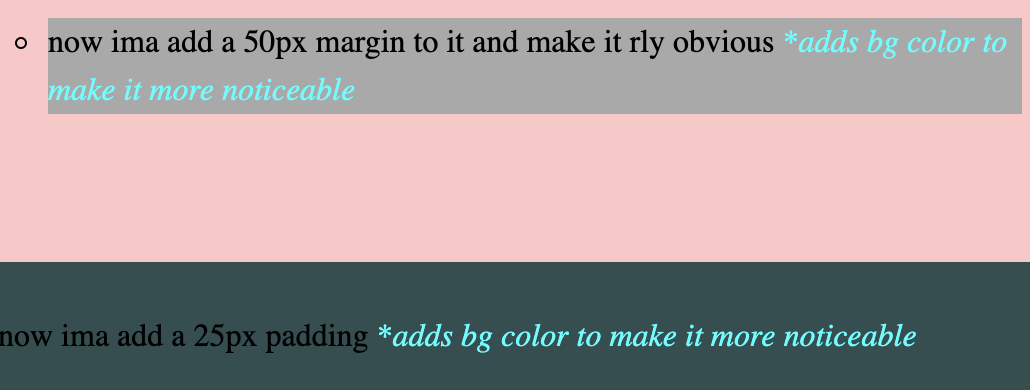 now ima add a 50px margin to it and make it rly obvious *adds bg color to
make it more noticeable
now ima add a 25px padding *adds bg color to make it more noticeable